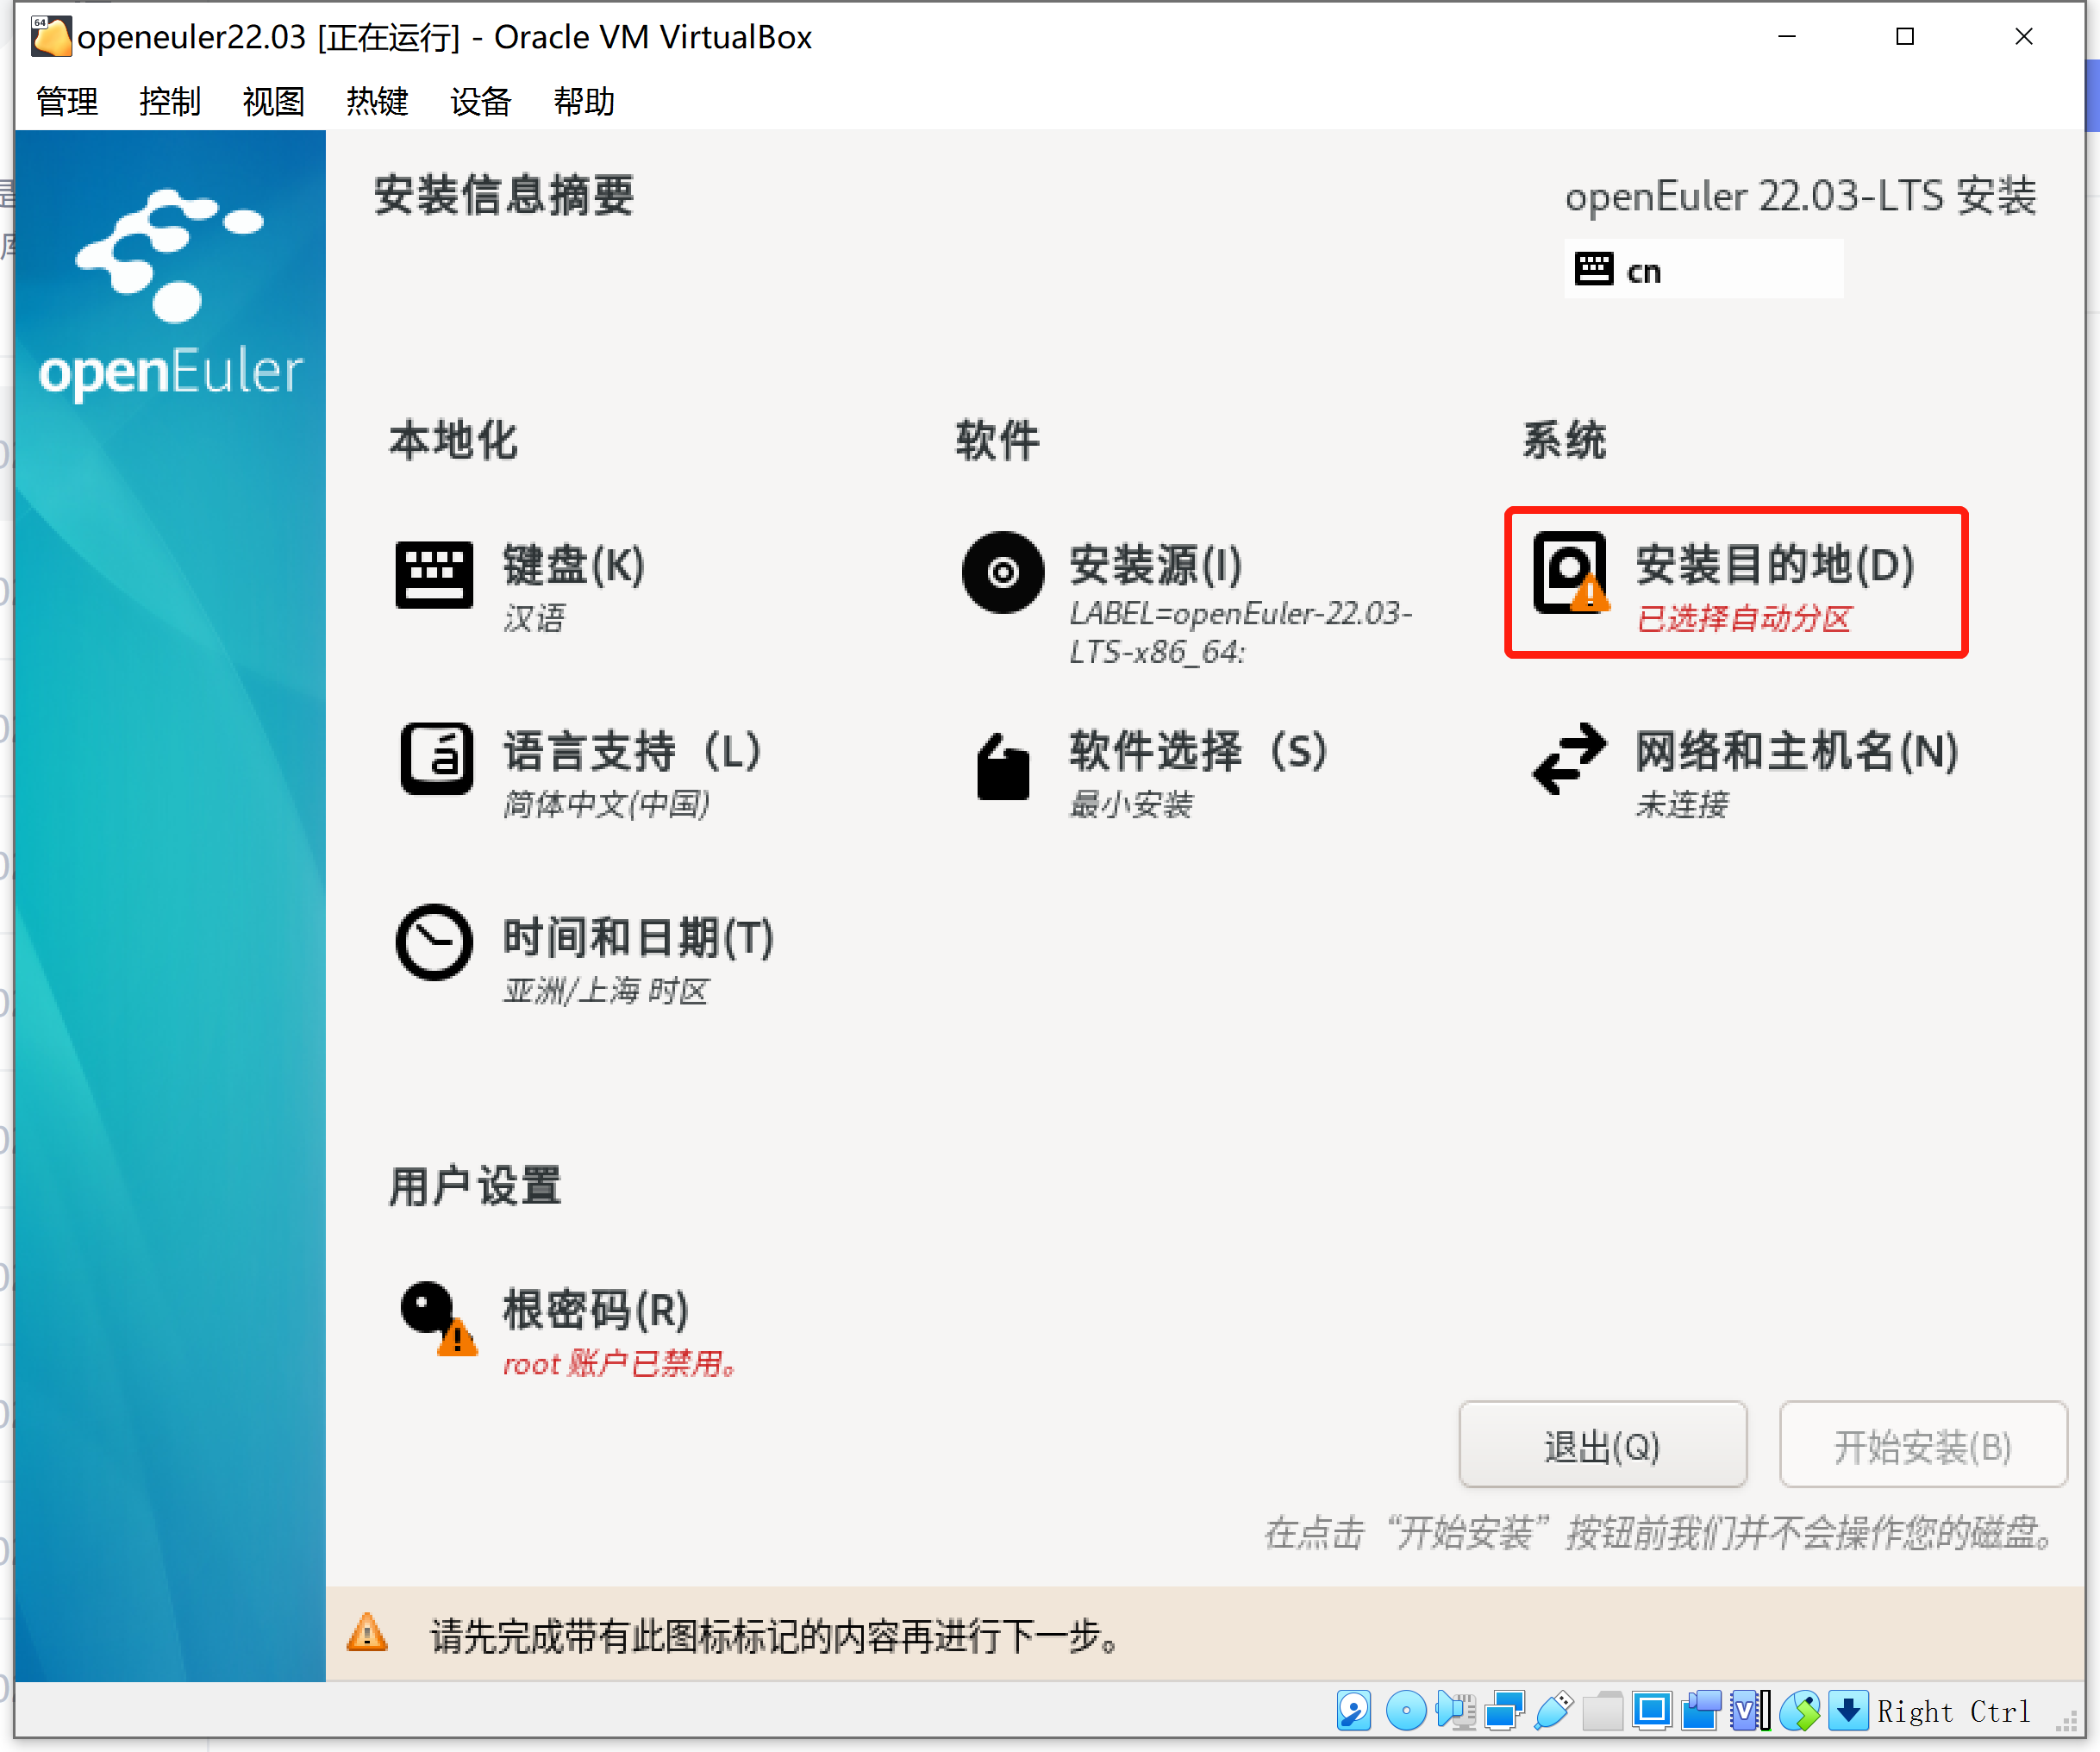 openeuler22.03 [正在运行] - Oracle VM VirtualBox
管理 控制 视图 热键 设备 帮助
openEuler
安装信息摘要
openEuler 22.03-LTS 安装
cn
本地化
键盘(K)
汉语
语言支持（L）
简体中文(中国)
时间和日期(T)
亚洲/上海 时区
软件
安装源(I)
LABEL=openEuler-22.03-
LTS-x86_64:
软件选择（S）
最小安装
系统
安装目的地(D)
已选择自动分区
网络和主机名(N)
未连接
用户设置
根密码(R)
root 账户已禁用。
退出(Q)
开始安装(B)
在点击“开始安装”按钮前我们并不会操作您的磁盘。
请先完成带有此图标标记的内容再进行下一步。
Right Ctrl